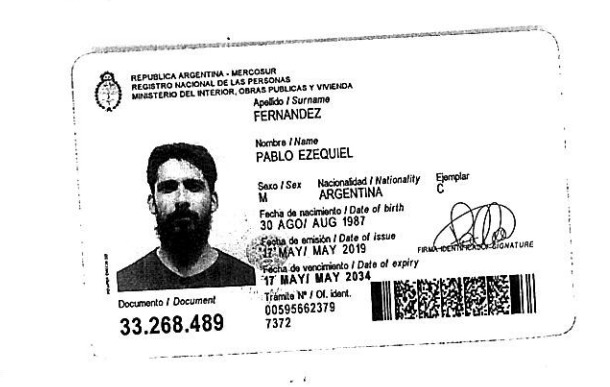 REPUBLICA ARGENTINA - MERCOSUR
REGISTRO NACIONAL DE LAS PERSONAS
MINISTERIO DEL INTERIOR, OBRAS PUBLICAS Y VIVIENDA
Apellido / Surname
FERNANDEZ
Nombre / Name
PABLO EZEQUIEL
Sexo / Sex Nacionalidad / Nationality Ejemplar
M ARGENTINA C
Fecha de nacimiento / Date of birth
30 AGO/ AUG 1987
Fecha de emisión / Date of issue
17 MAY/ MAY 2019
FIRMA IDENTIFICADO / SIGNATURE
Fecha de vencimiento / Date of expiry
17 MAY/ MAY 2034
Documento / Document
33.268.489
Trámite Nº / Of. ident.
00595662379
7372